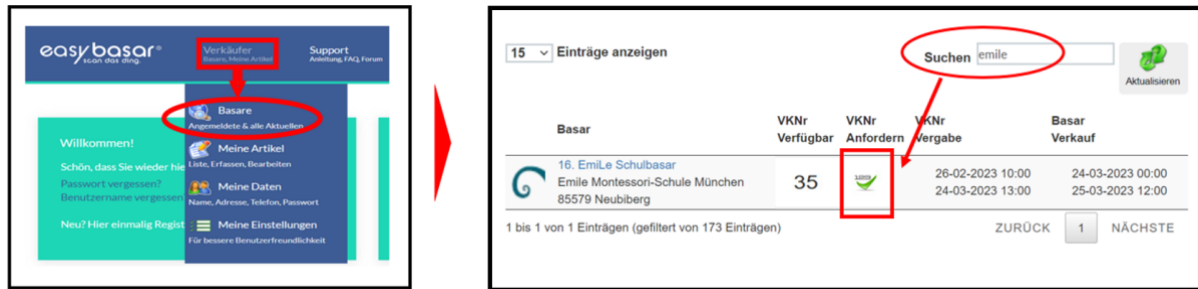 easybasar®
scan das ding.
Verkäufer
Basare, Meine Artikel
Support
Anleitung, FAQ, Forum
Basare
Angemeldete & alle Aktuellen
Meine Artikel
Liste, Erfassen, Bearbeiten
Meine Daten
Name, Adresse, Telefon, Passwort
Meine Einstellungen
Für bessere Benutzerfreundlichkeit
Willkommen!
Schön, dass Sie wieder hie
Passwort vergessen?
Benutzername vergessen
Neu? Hier einmalig Regist
15 Einträge anzeigen
Suchen emile
Aktualisieren
Basar
VKNr Verfügbar
VKNr Anfordern
VKNr Vergabe
Basar Verkauf
16. EmiLe Schulbasar
Emile Montessori-Schule München
85579 Neubiberg
35
26-02-2023 10:00
24-03-2023 13:00
24-03-2023 00:00
25-03-2023 12:00
1 bis 1 von 1 Einträgen (gefiltert von 173 Einträgen)
ZURÜCK 1 NÄCHSTE